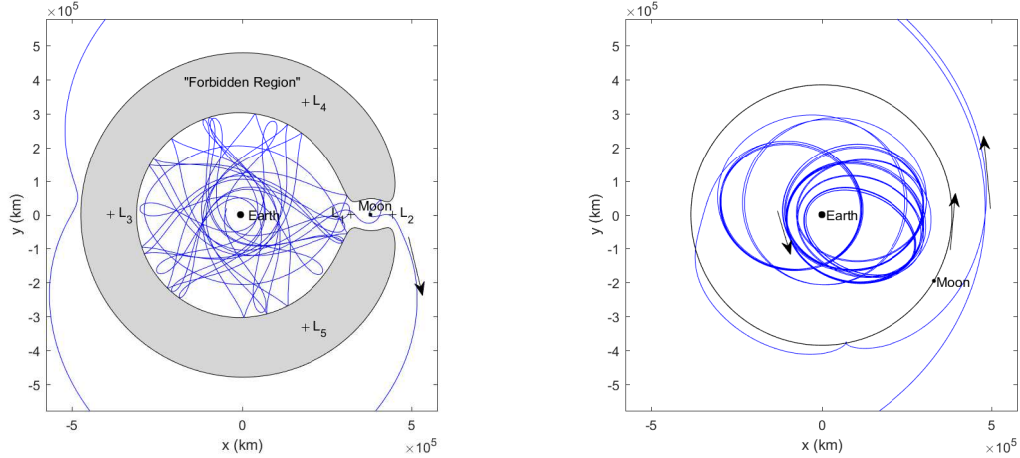 ×10⁵
5
4
3
2
1
0
-1
-2
-3
-4
-5
y (km)
"Forbidden Region"
+ L₄
+ L₃
Earth
L₁ +
Moon
+ L₂
+ L₅
-5 0 5
x (km)
×10⁵
×10⁵
5
4
3
2
1
0
-1
-2
-3
-4
-5
y (km)
Earth
Moon
-5 0 5
x (km)
×10⁵